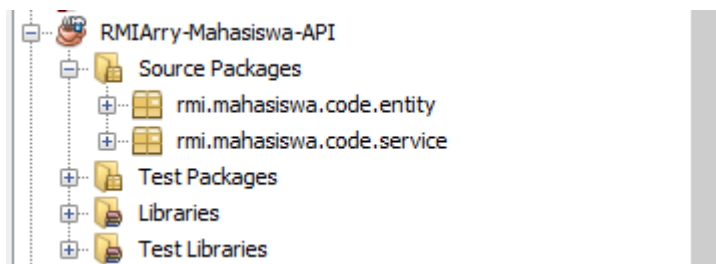 RMIArry-Mahasiswa-API
Source Packages
rmi.mahasiswa.code.entity
rmi.mahasiswa.code.service
Test Packages
Libraries
Test Libraries